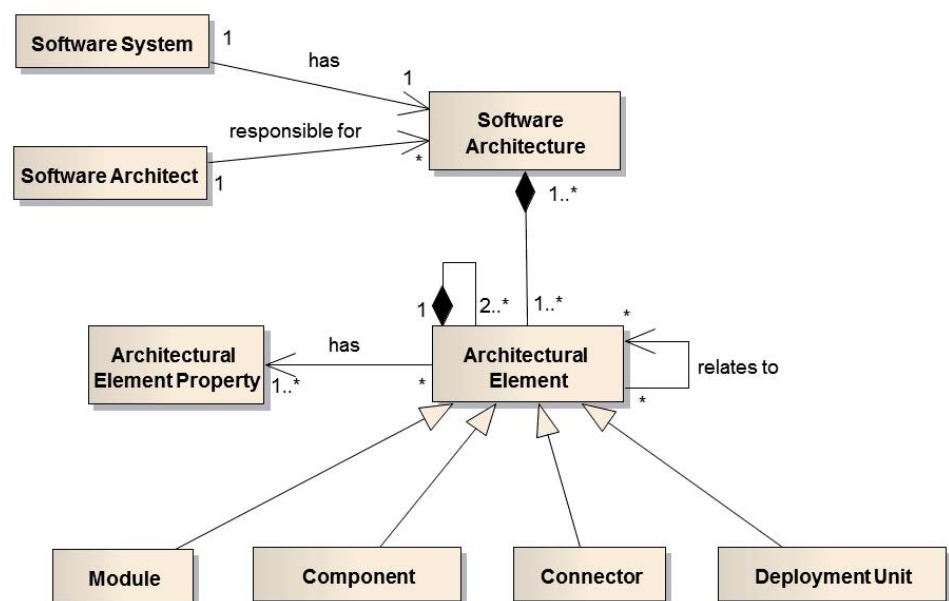 Software System
1
has
1
Software
Architecture
responsible for
*
Software Architect
1
1..*
1
2..*
1..*
*
Architectural
Element Property
has
1..*
*
Architectural
Element
relates to
*
Module
Component
Connector
Deployment Unit